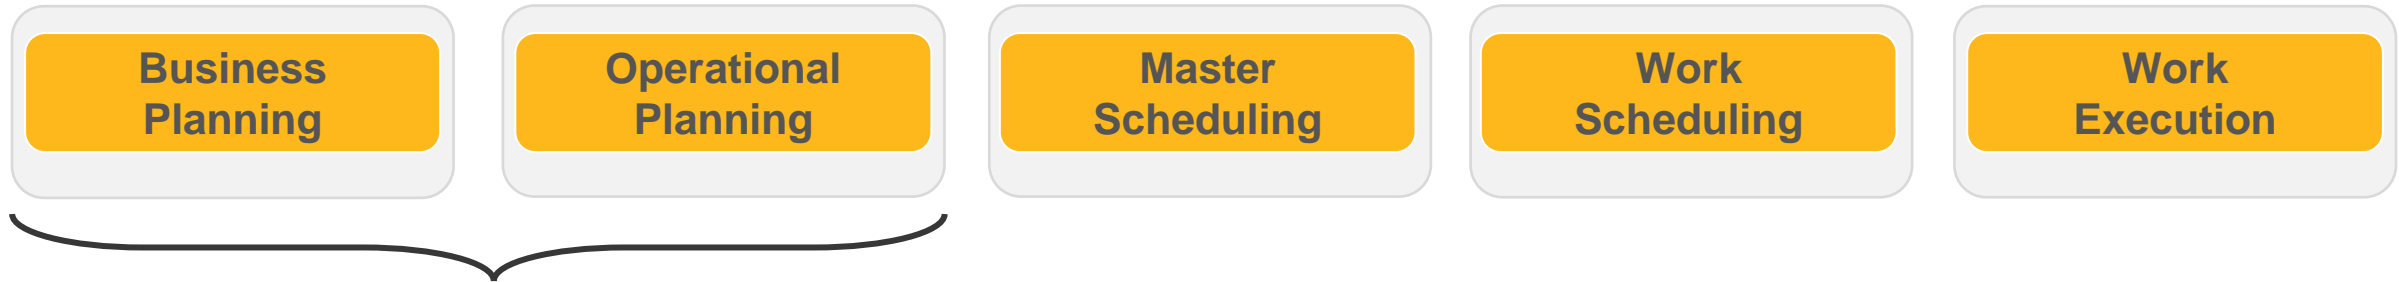 Business
Planning
Operational
Planning
Master
Scheduling
Work
Scheduling
Work
Execution